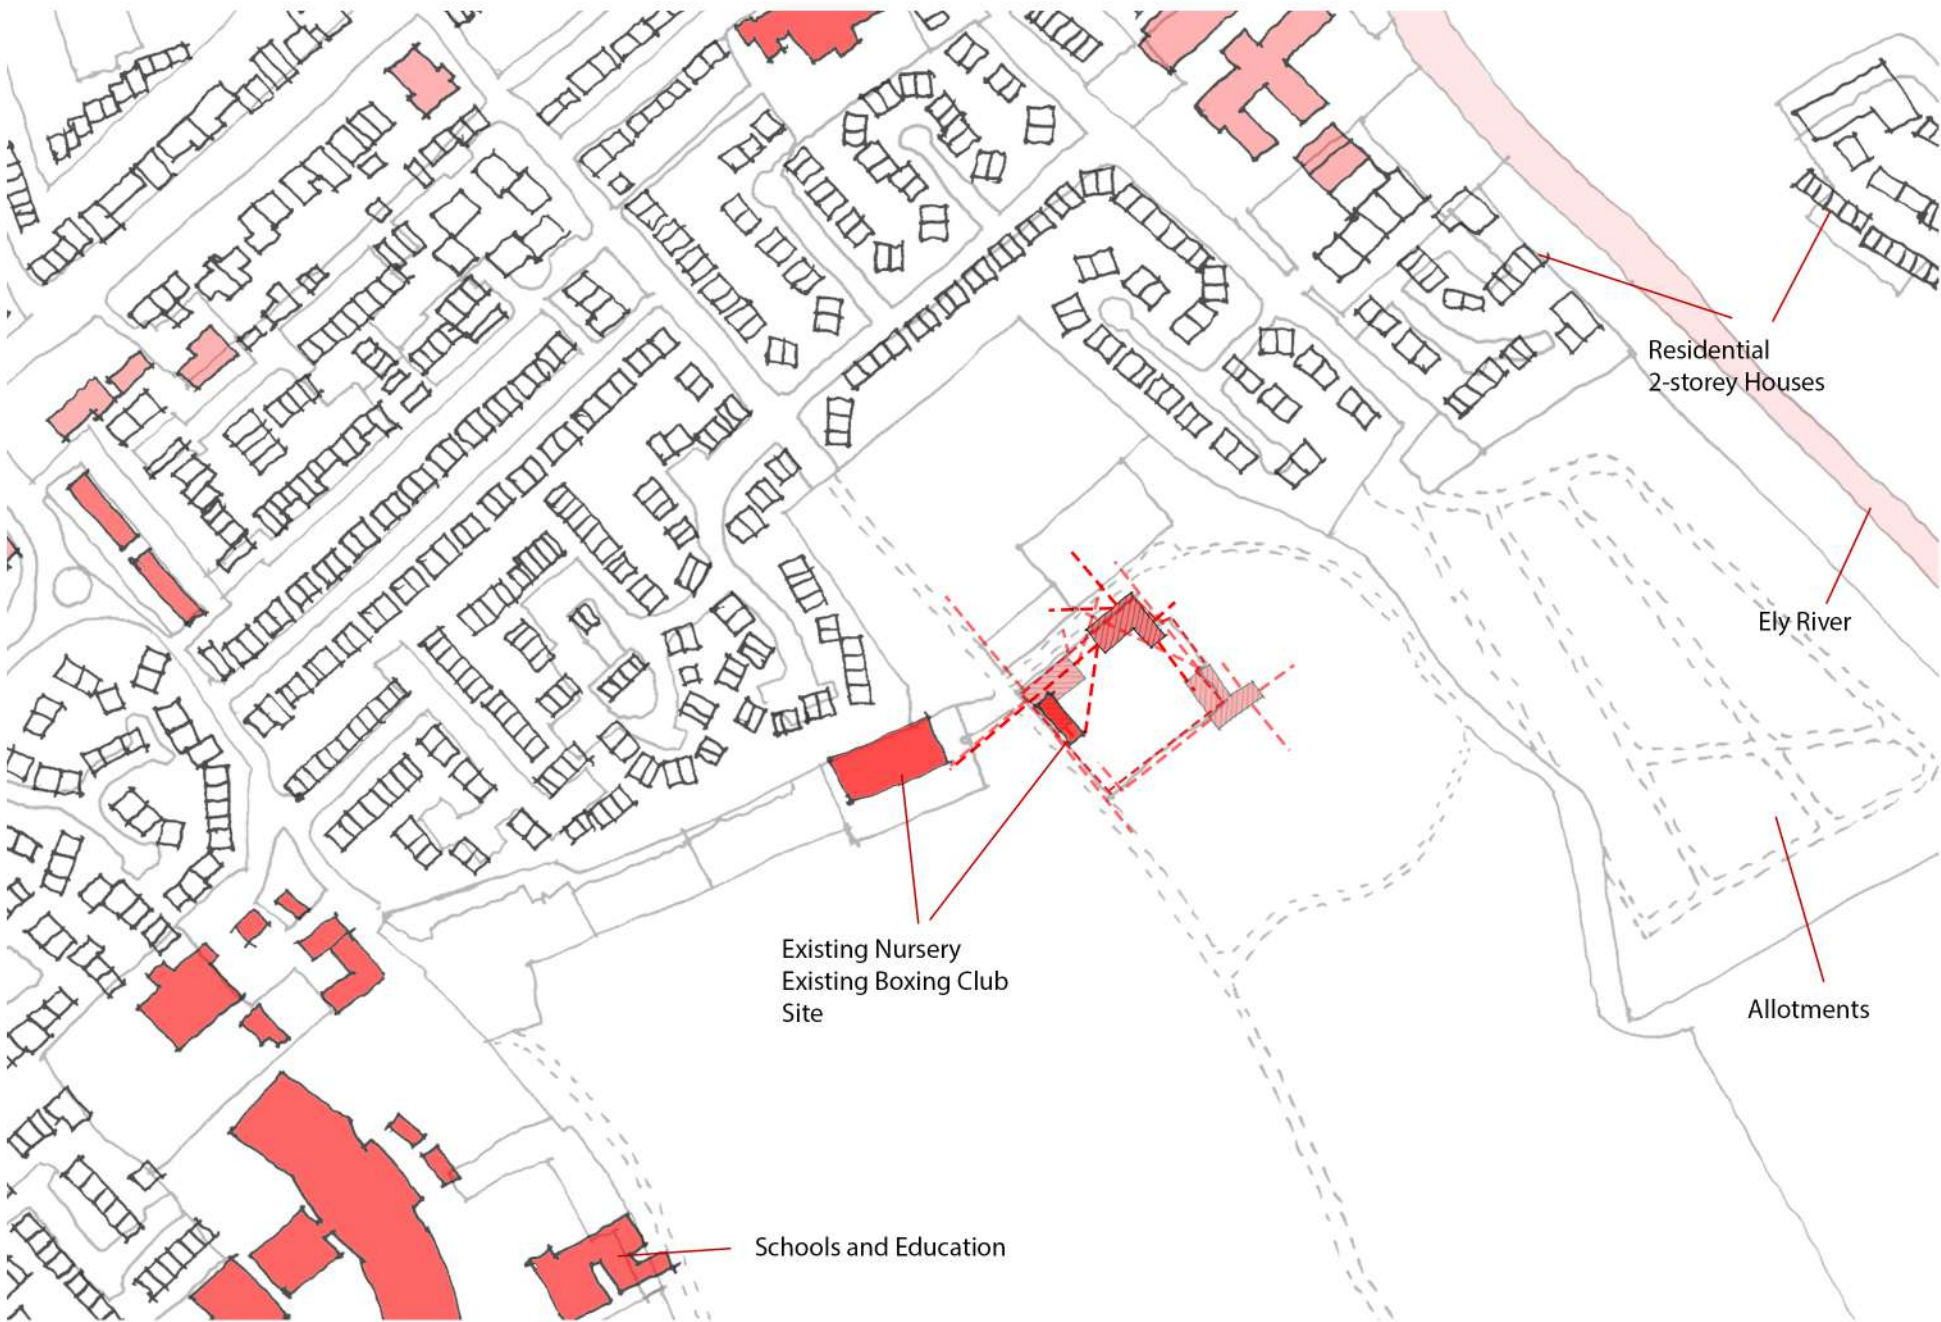 Residential
2-storey Houses
Ely River
Existing Nursery
Existing Boxing Club
Site
Allotments
Schools and Education